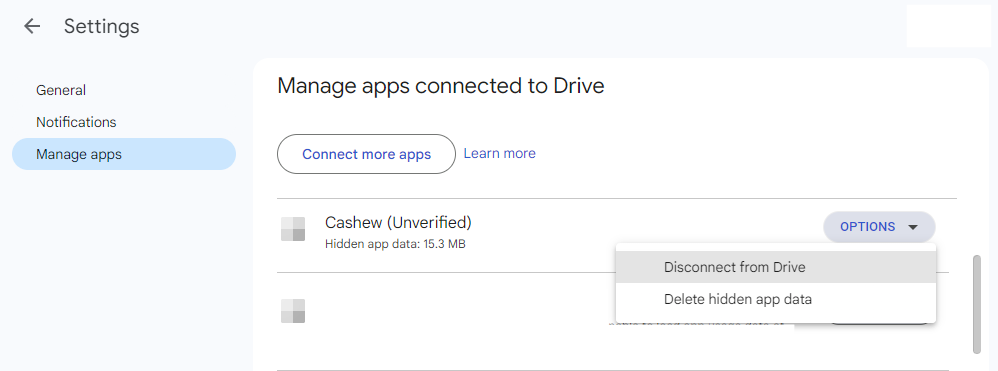 Settings
General
Notifications
Manage apps
Manage apps connected to Drive
Connect more apps
Learn more
Cashew (Unverified)
Hidden app data: 15.3 MB
OPTIONS
Disconnect from Drive
Delete hidden app data